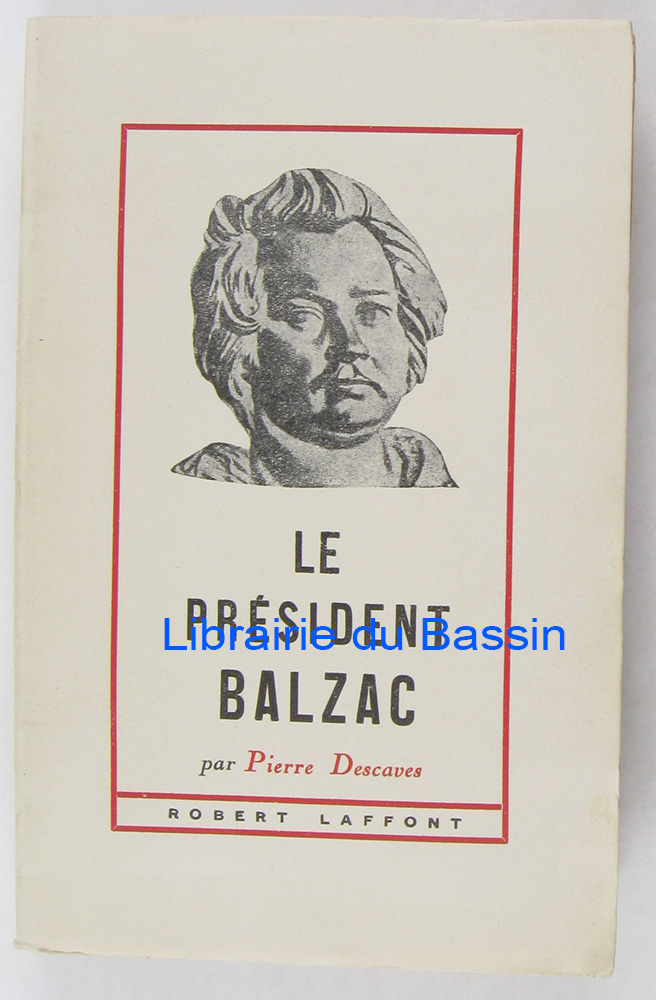 LE
PRÉSIDENT
Librairie du Bassin
BALZAC
par Pierre Descaves
ROBERT LAFFONT